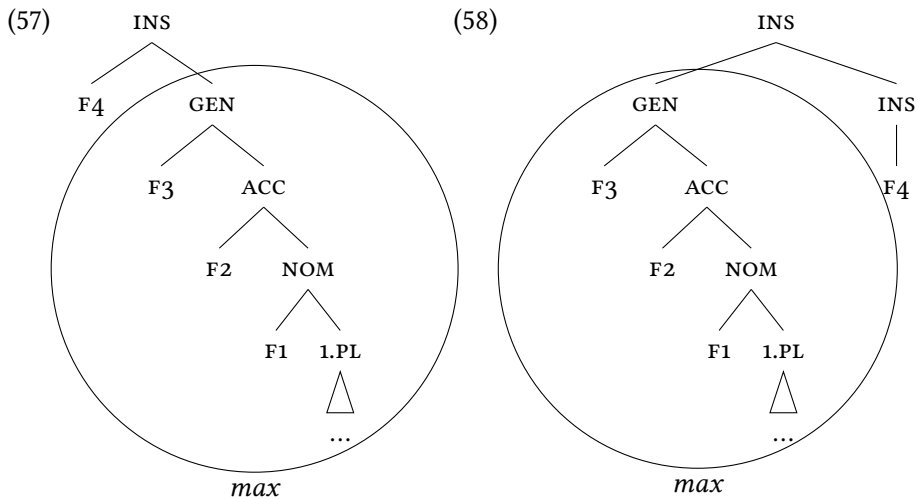 (57) INS (58) INS
F4 GEN GEN INS
F3 ACC F3 ACC F4
F2 NOM F2 NOM
F1 1.PL F1 1.PL
... ...
max max